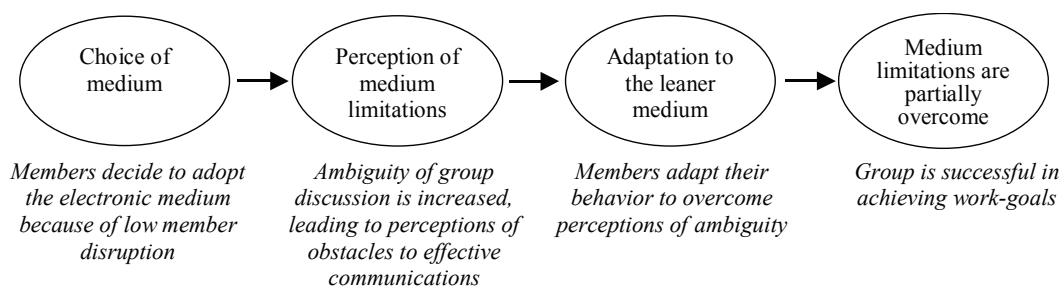 Choice of
medium
Perception of
medium
limitations
Adaptation to
the leaner
medium
Medium
limitations are
partially
overcome
Members decide to adopt
the electronic medium
because of low member
disruption
Ambiguity of group
discussion is increased,
leading to perceptions of
obstacles to effective
communications
Members adapt their
behavior to overcome
perceptions of ambiguity
Group is successful in
achieving work-goals